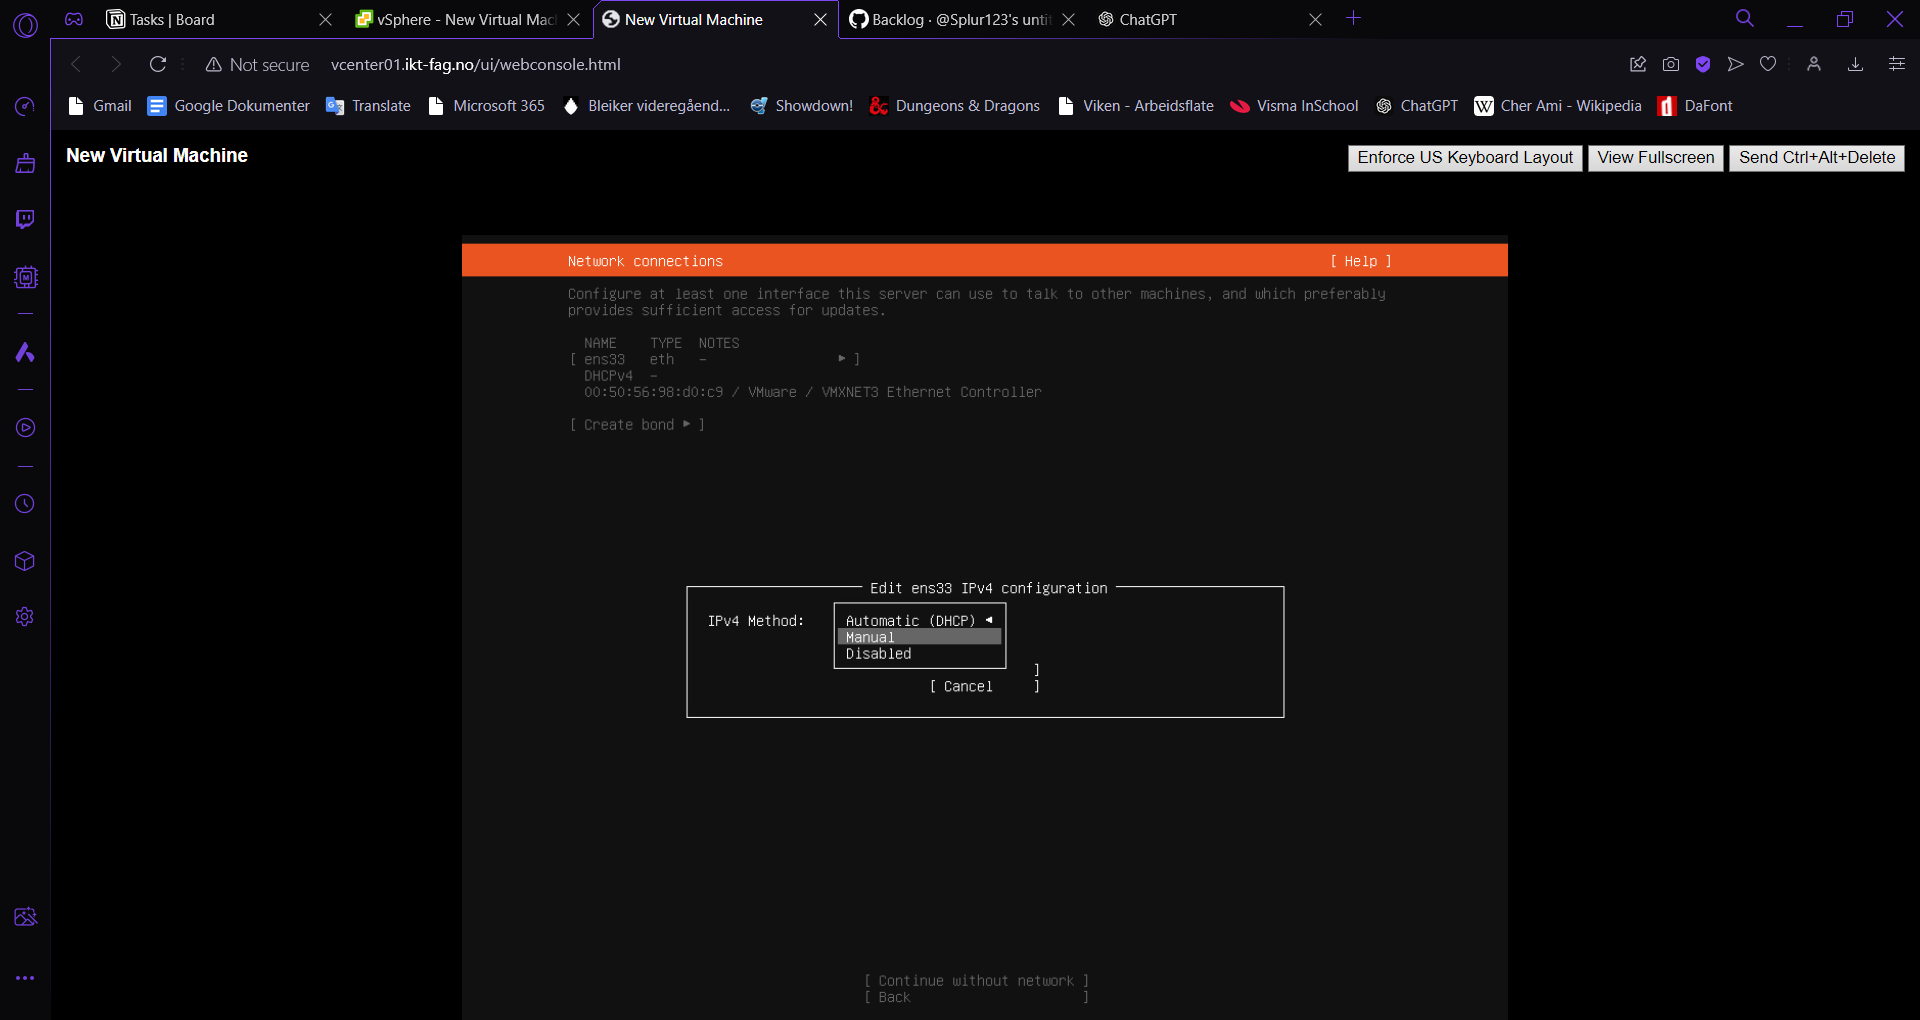 Tasks | Board
vSphere - New Virtual Mac
New Virtual Machine
Backlog · @Splur123's unti
ChatGPT
Not secure
vcenter01.ikt-fag.no/ui/webconsole.html
Gmail
Google Dokumenter
Translate
Microsoft 365
Bleiker videregåend...
Showdown!
Dungeons & Dragons
Viken - Arbeidsflate
Visma InSchool
ChatGPT
Cher Ami - Wikipedia
DaFont
New Virtual Machine
Enforce US Keyboard Layout
View Fullscreen
Send Ctrl+Alt+Delete
Network connections [ Help ]
Configure at least one interface this server can use to talk to other machines, and which preferably
provides sufficient access for updates.
NAME TYPE NOTES
[ ens33 eth - ▸ ]
DHCPv4 -
00:50:56:98:d0:c9 / VMware / VMXNET3 Ethernet Controller
[ Create bond ▸ ]
Edit ens33 IPv4 configuration
IPv4 Method: Automatic (DHCP) ◂
Manual
Disabled
]
[ Cancel ]
[ Continue without network ]
[ Back ]